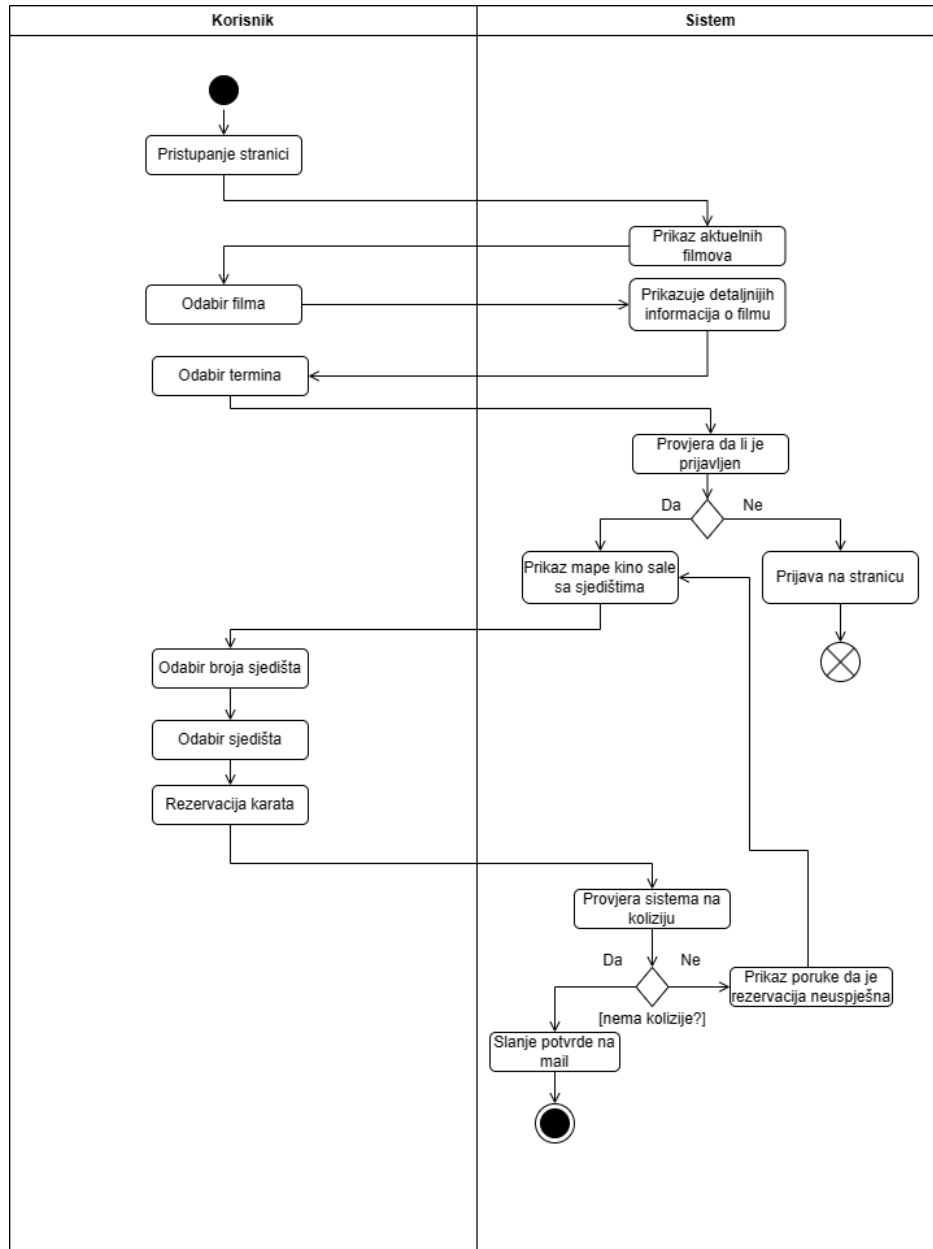 Korisnik
Sistem
Pristupanje stranici
Prikaz aktuelnih
filmova
Odabir filma
Prikazuje detaljnijih
informacija o filmu
Odabir termina
Provjera da li je
prijavljen
Da
Ne
Prikaz mape kino sale
sa sjedištima
Prijava na stranicu
Odabir broja sjedišta
Odabir sjedišta
Rezervacija karata
Provjera sistema na
koliziju
Da
Ne
Prikaz poruke da je
rezervacija neuspješna
[nema kolizije?]
Slanje potvrde na
mail